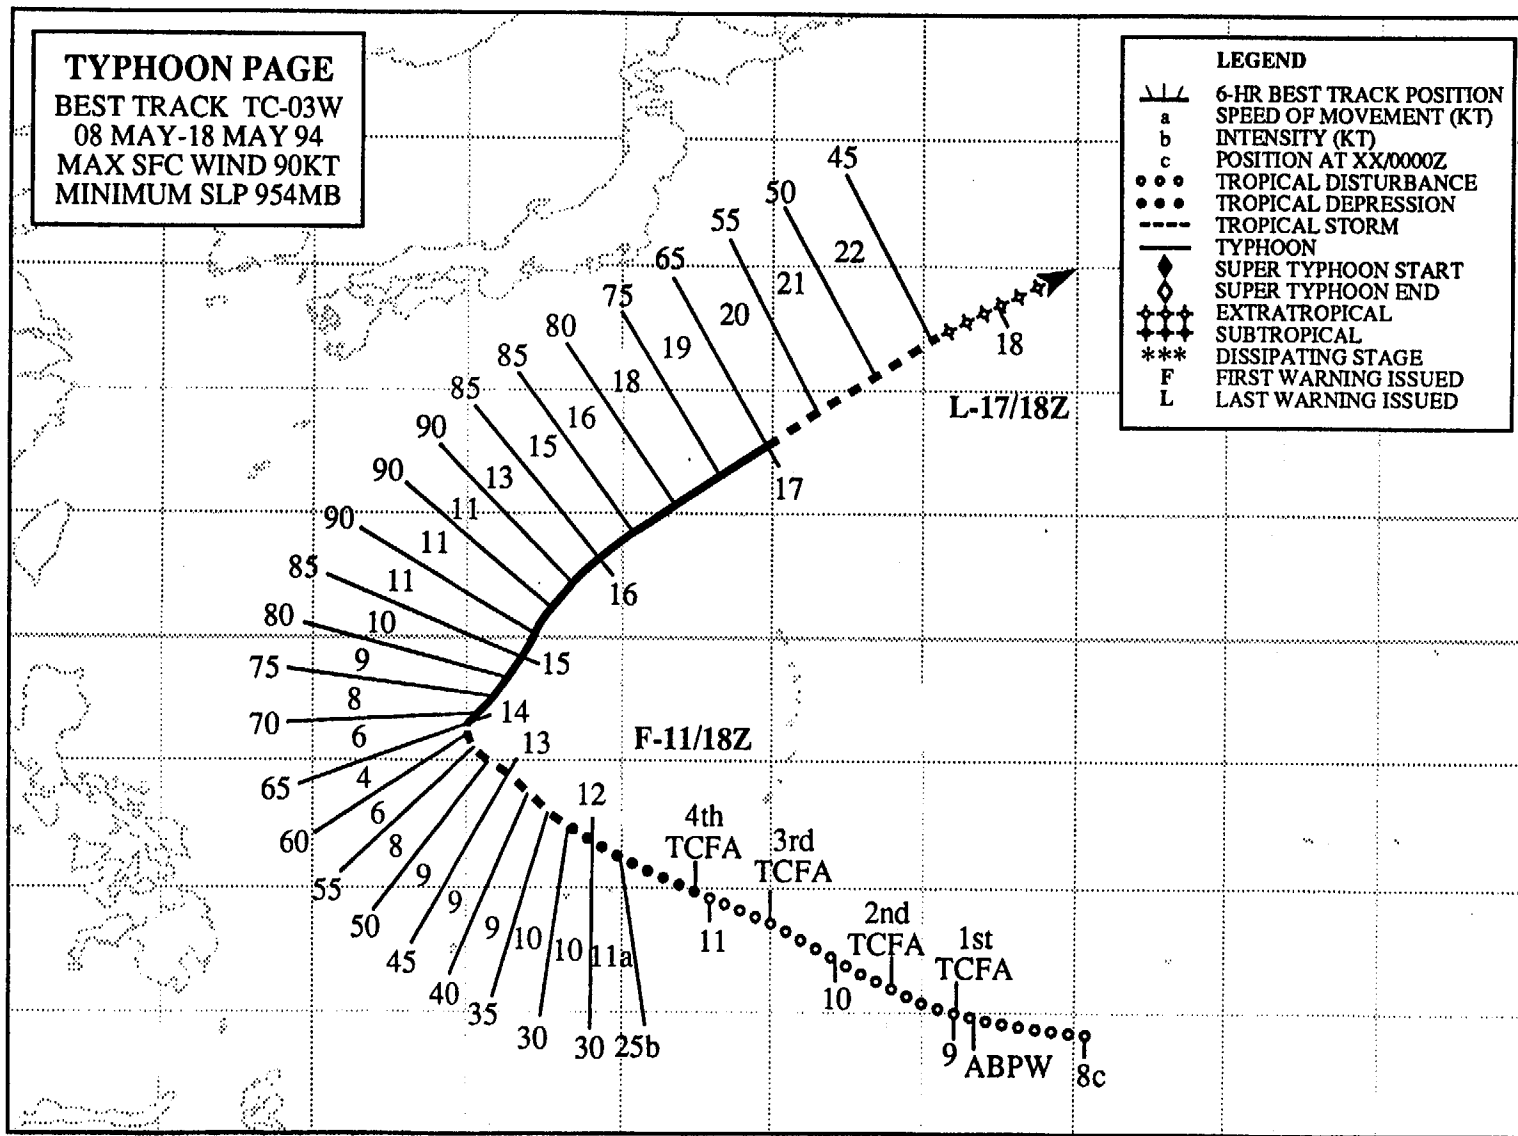 TYPHOON PAGE
BEST TRACK TC-03W
08 MAY-18 MAY 94
MAX SFC WIND 90KT
MINIMUM SLP 954MB
LEGEND
6-HR BEST TRACK POSITION
a SPEED OF MOVEMENT (KT)
b INTENSITY (KT)
c POSITION AT XX/0000Z
TROPICAL DISTURBANCE
TROPICAL DEPRESSION
TROPICAL STORM
TYPHOON
SUPER TYPHOON START
SUPER TYPHOON END
EXTRATROPICAL
SUBTROPICAL
*** DISSIPATING STAGE
F FIRST WARNING ISSUED
L LAST WARNING ISSUED
45
50
55
65
75
80
85
85
90
90
90
85
80
75
70
65
60
55
50
45
40
35
30
30
25b
22
21
20
19
18
16
15
13
11
11
11
10
9
8
6
4
6
8
9
9
9
10
10
11a
18
L-17/18Z
17
16
15
14
13
F-11/18Z
12
4th
TCFA
3rd
TCFA
11
2nd
TCFA
1st
TCFA
10
9
ABPW
8c